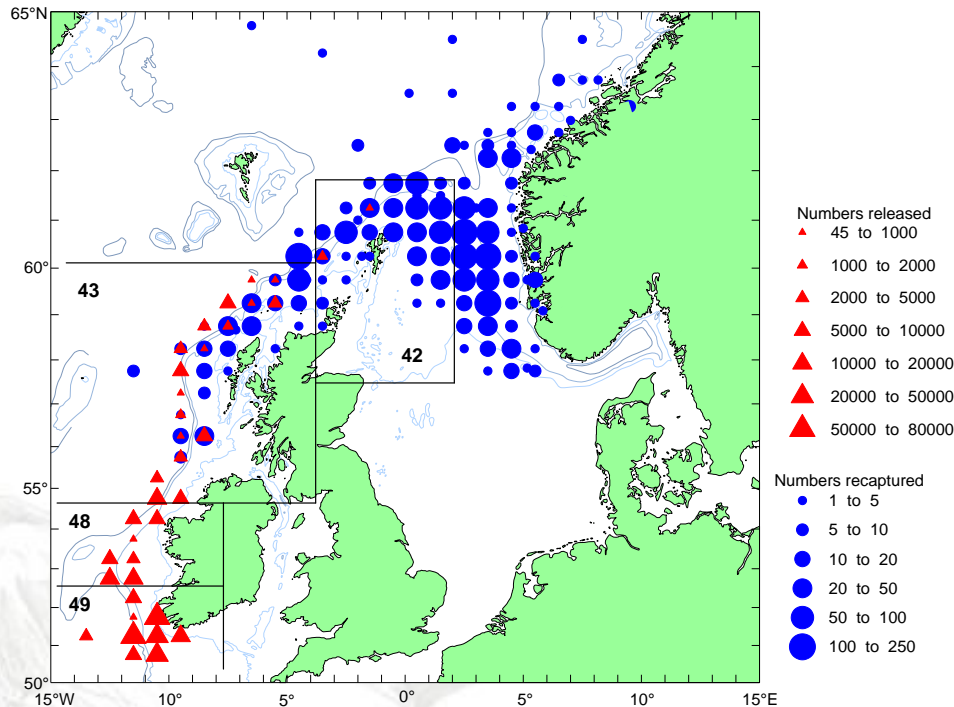 65°N
60°
55°
50°
15°W
10°
5°
0°
5°
10°
15°E
43
42
48
49
Numbers released
45 to 1000
1000 to 2000
2000 to 5000
5000 to 10000
10000 to 20000
20000 to 50000
50000 to 80000
Numbers recaptured
1 to 5
5 to 10
10 to 20
20 to 50
50 to 100
100 to 250